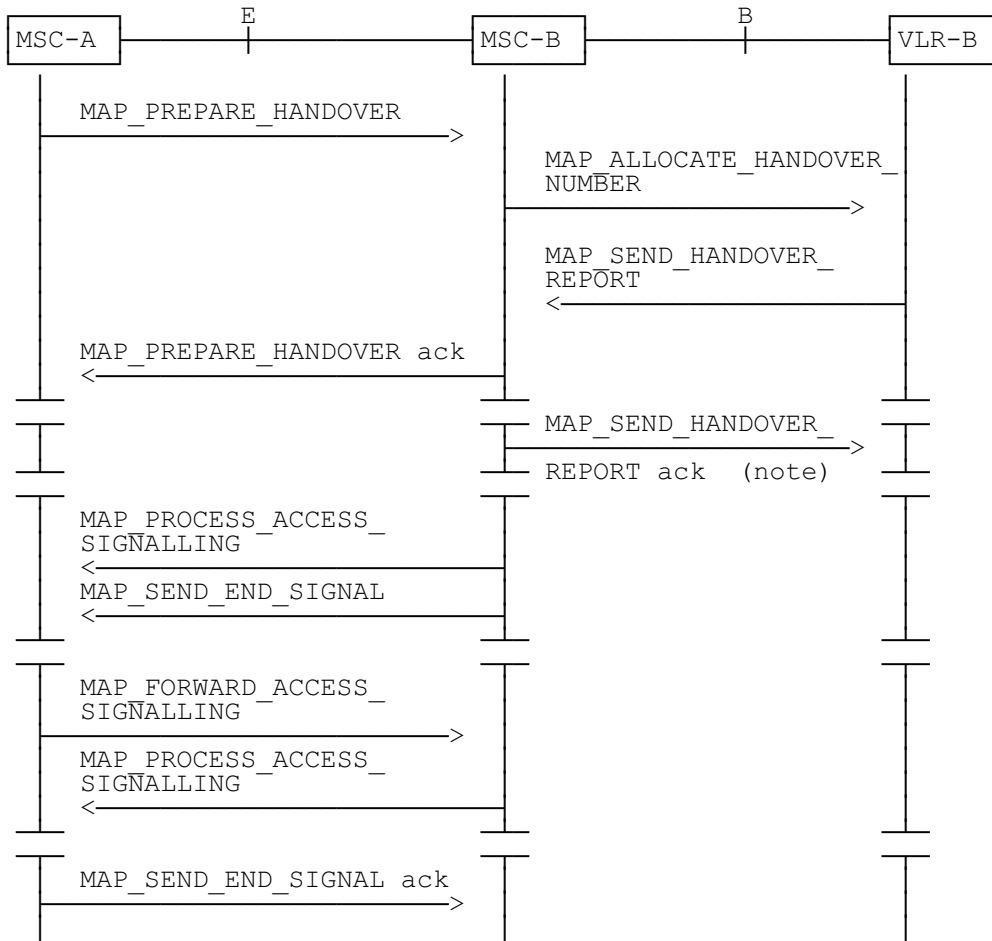 E
B
MSC-A
MSC-B
VLR-B
MAP_PREPARE_HANDOVER
MAP_ALLOCATE_HANDOVER_
NUMBER
MAP_SEND_HANDOVER_
REPORT
MAP_PREPARE_HANDOVER ack
MAP_SEND_HANDOVER_
REPORT ack (note)
MAP_PROCESS_ACCESS_
SIGNALLING
MAP_SEND_END_SIGNAL
MAP_FORWARD_ACCESS_
SIGNALLING
MAP_PROCESS_ACCESS_
SIGNALLING
MAP_SEND_END_SIGNAL ack